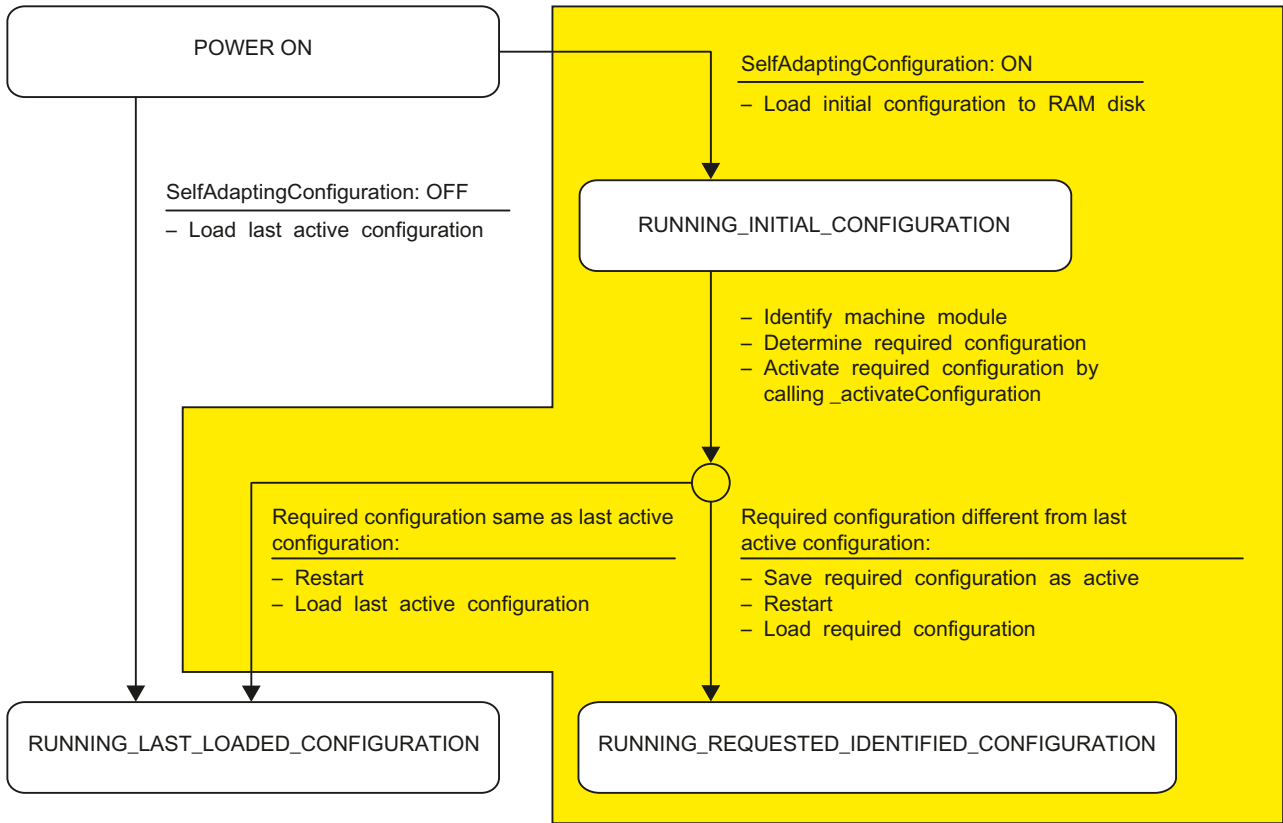 POWER ON
SelfAdaptingConfiguration: ON
– Load initial configuration to RAM disk
SelfAdaptingConfiguration: OFF
– Load last active configuration
RUNNING_INITIAL_CONFIGURATION
– Identify machine module
– Determine required configuration
– Activate required configuration by
calling _activateConfiguration
Required configuration same as last active
configuration:
– Restart
– Load last active configuration
Required configuration different from last
active configuration:
– Save required configuration as active
– Restart
– Load required configuration
RUNNING_LAST_LOADED_CONFIGURATION
RUNNING_REQUESTED_IDENTIFIED_CONFIGURATION